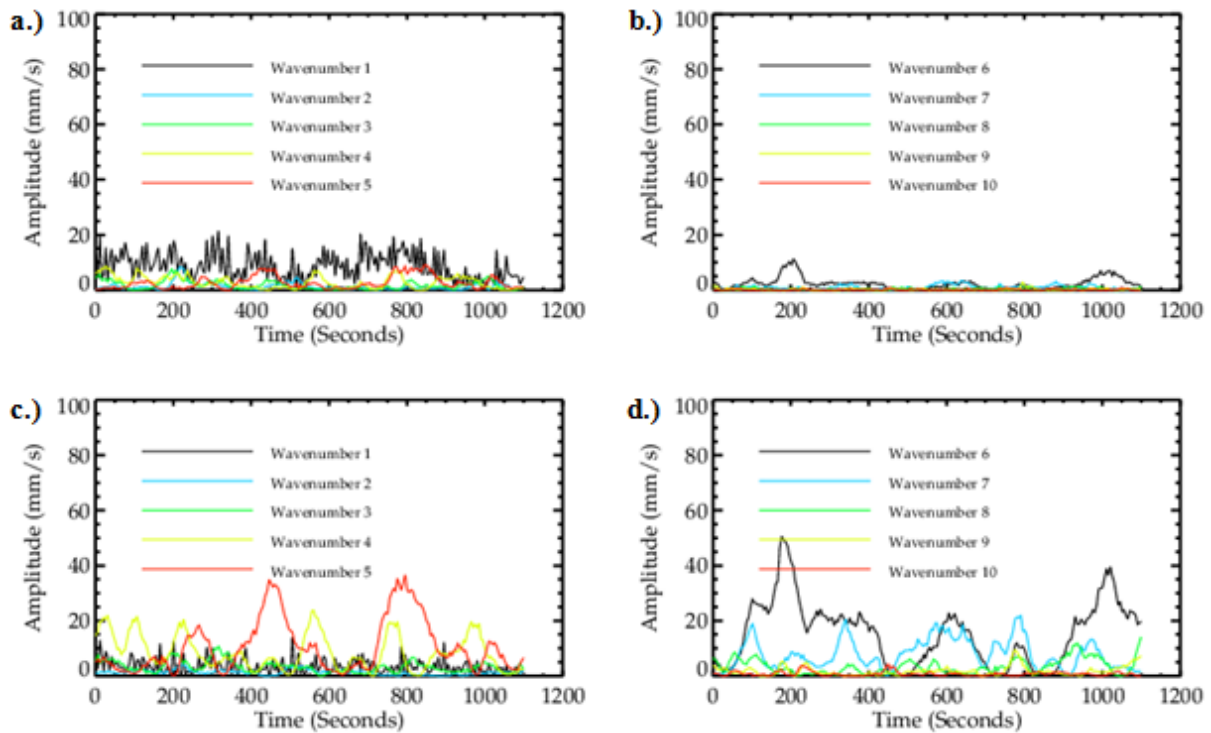 a.)
Amplitude (mm/s)
100
80
60
40
20
0
Wavenumber 1
Wavenumber 2
Wavenumber 3
Wavenumber 4
Wavenumber 5
0 200 400 600 800 1000 1200
Time (Seconds)
b.)
Amplitude (mm/s)
100
80
60
40
20
0
Wavenumber 6
Wavenumber 7
Wavenumber 8
Wavenumber 9
Wavenumber 10
0 200 400 600 800 1000 1200
Time (Seconds)
c.)
Amplitude (mm/s)
100
80
60
40
20
0
Wavenumber 1
Wavenumber 2
Wavenumber 3
Wavenumber 4
Wavenumber 5
0 200 400 600 800 1000 1200
Time (Seconds)
d.)
Amplitude (mm/s)
100
80
60
40
20
0
Wavenumber 6
Wavenumber 7
Wavenumber 8
Wavenumber 9
Wavenumber 10
0 200 400 600 800 1000 1200
Time (Seconds)